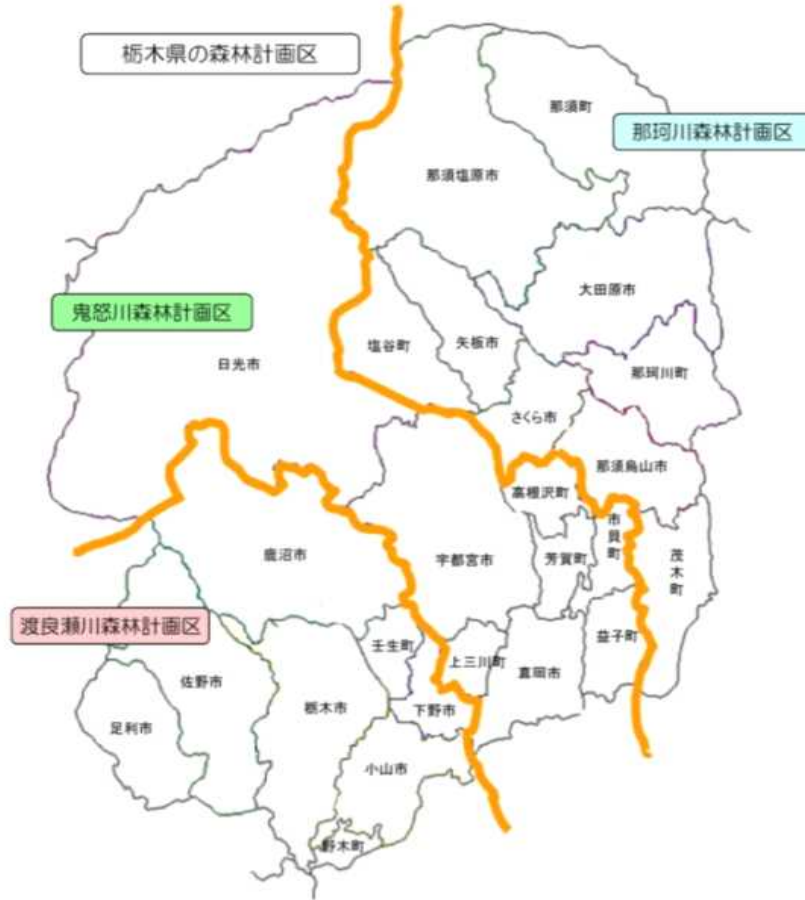 栃木県の森林計画区
那須町
那珂川森林計画区
那須塩原市
大田原市
鬼怒川森林計画区
塩谷町
矢板市
日光市
那珂川町
さくら市
那須烏山市
高根沢町
市貝町
鹿沼市
宇都宮市
芳賀町
茂木町
渡良瀬川森林計画区
壬生町
上三川町
益子町
真岡市
佐野市
栃木市
下野市
足利市
小山市
野木町